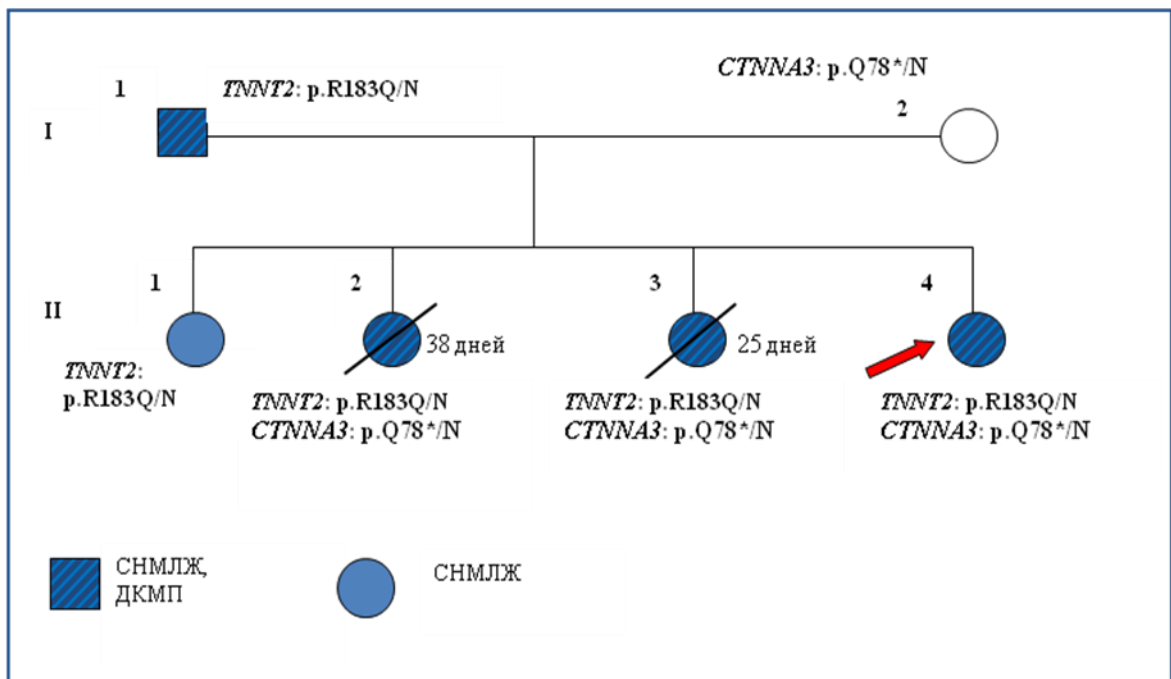 CTNNA3: p.Q78*/N
1
TNNT2: p.R183Q/N
2
I
1
2
3
4
II
38 дней
25 дней
TNNT2:
p.R183Q/N
TNNT2: p.R183Q/N
CTNNA3: p.Q78*/N
TNNT2: p.R183Q/N
CTNNA3: p.Q78*/N
TNNT2: p.R183Q/N
CTNNA3: p.Q78*/N
СНМЛЖ,
ДКМП
СНМЛЖ